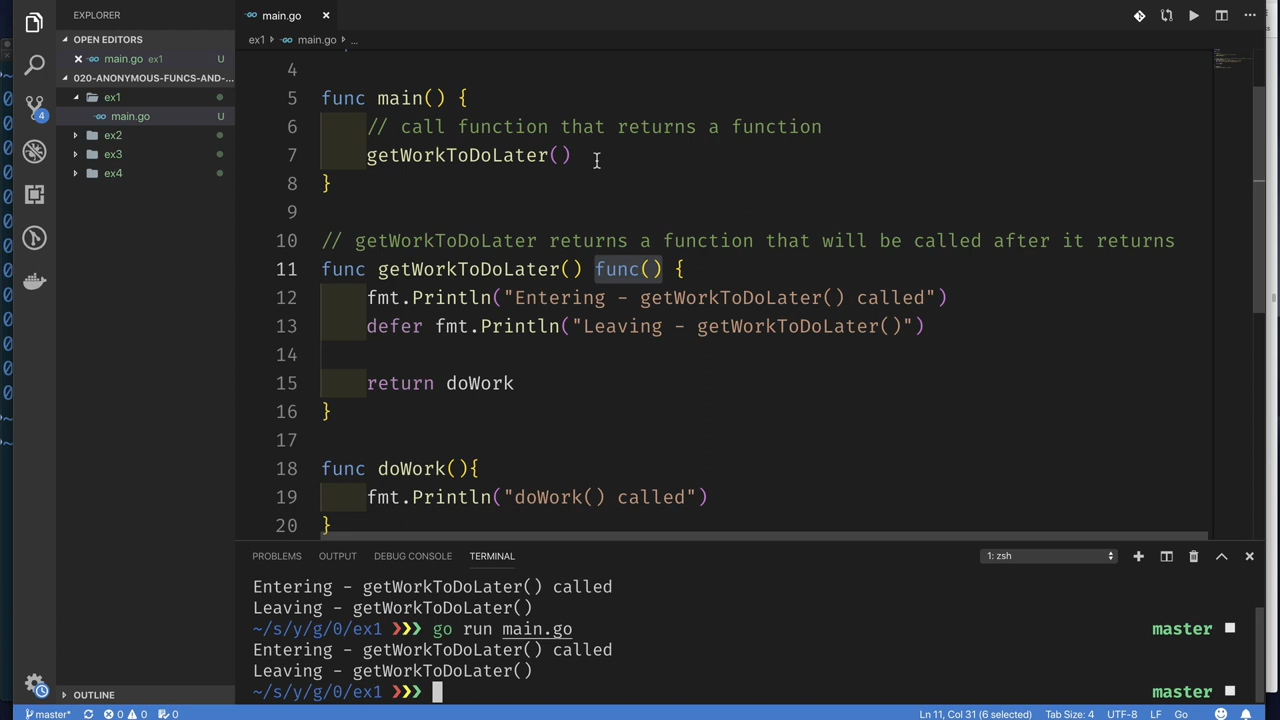 EXPLORER
main.go
OPEN EDITORS
main.go ex1 U
020-ANONYMOUS-FUNCS-AND-...
ex1
main.go U
ex2
ex3
ex4
OUTLINE
4
ex1 main.go ...
4
5 func main() {
6 // call function that returns a function
7 getWorkToDoLater()
8 }
9
10 // getWorkToDoLater returns a function that will be called after it returns
11 func getWorkToDoLater() func() {
12 fmt.Println("Entering - getWorkToDoLater() called")
13 defer fmt.Println("Leaving - getWorkToDoLater()")
14
15 return doWork
16 }
17
18 func doWork(){
19 fmt.Println("doWork() called")
20 }
PROBLEMS OUTPUT DEBUG CONSOLE TERMINAL 1: zsh
Entering - getWorkToDoLater() called
Leaving - getWorkToDoLater()
~/s/y/g/0/ex1 ❯❯❯ go run main.go master
Entering - getWorkToDoLater() called
Leaving - getWorkToDoLater()
~/s/y/g/0/ex1 ❯❯❯ master
master* 0 0 0 Ln 11, Col 31 (6 selected) Tab Size: 4 UTF-8 LF Go